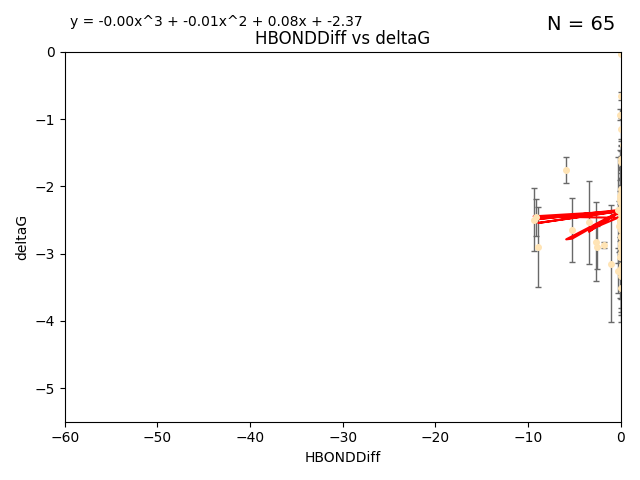 y = -0.00x^3 + -0.01x^2 + 0.08x + -2.37
N = 65
HBONDDiff vs deltaG
0
−1
−2
−3
−4
−5
deltaG
−60 −50 −40 −30 −20 −10 0
HBONDDiff